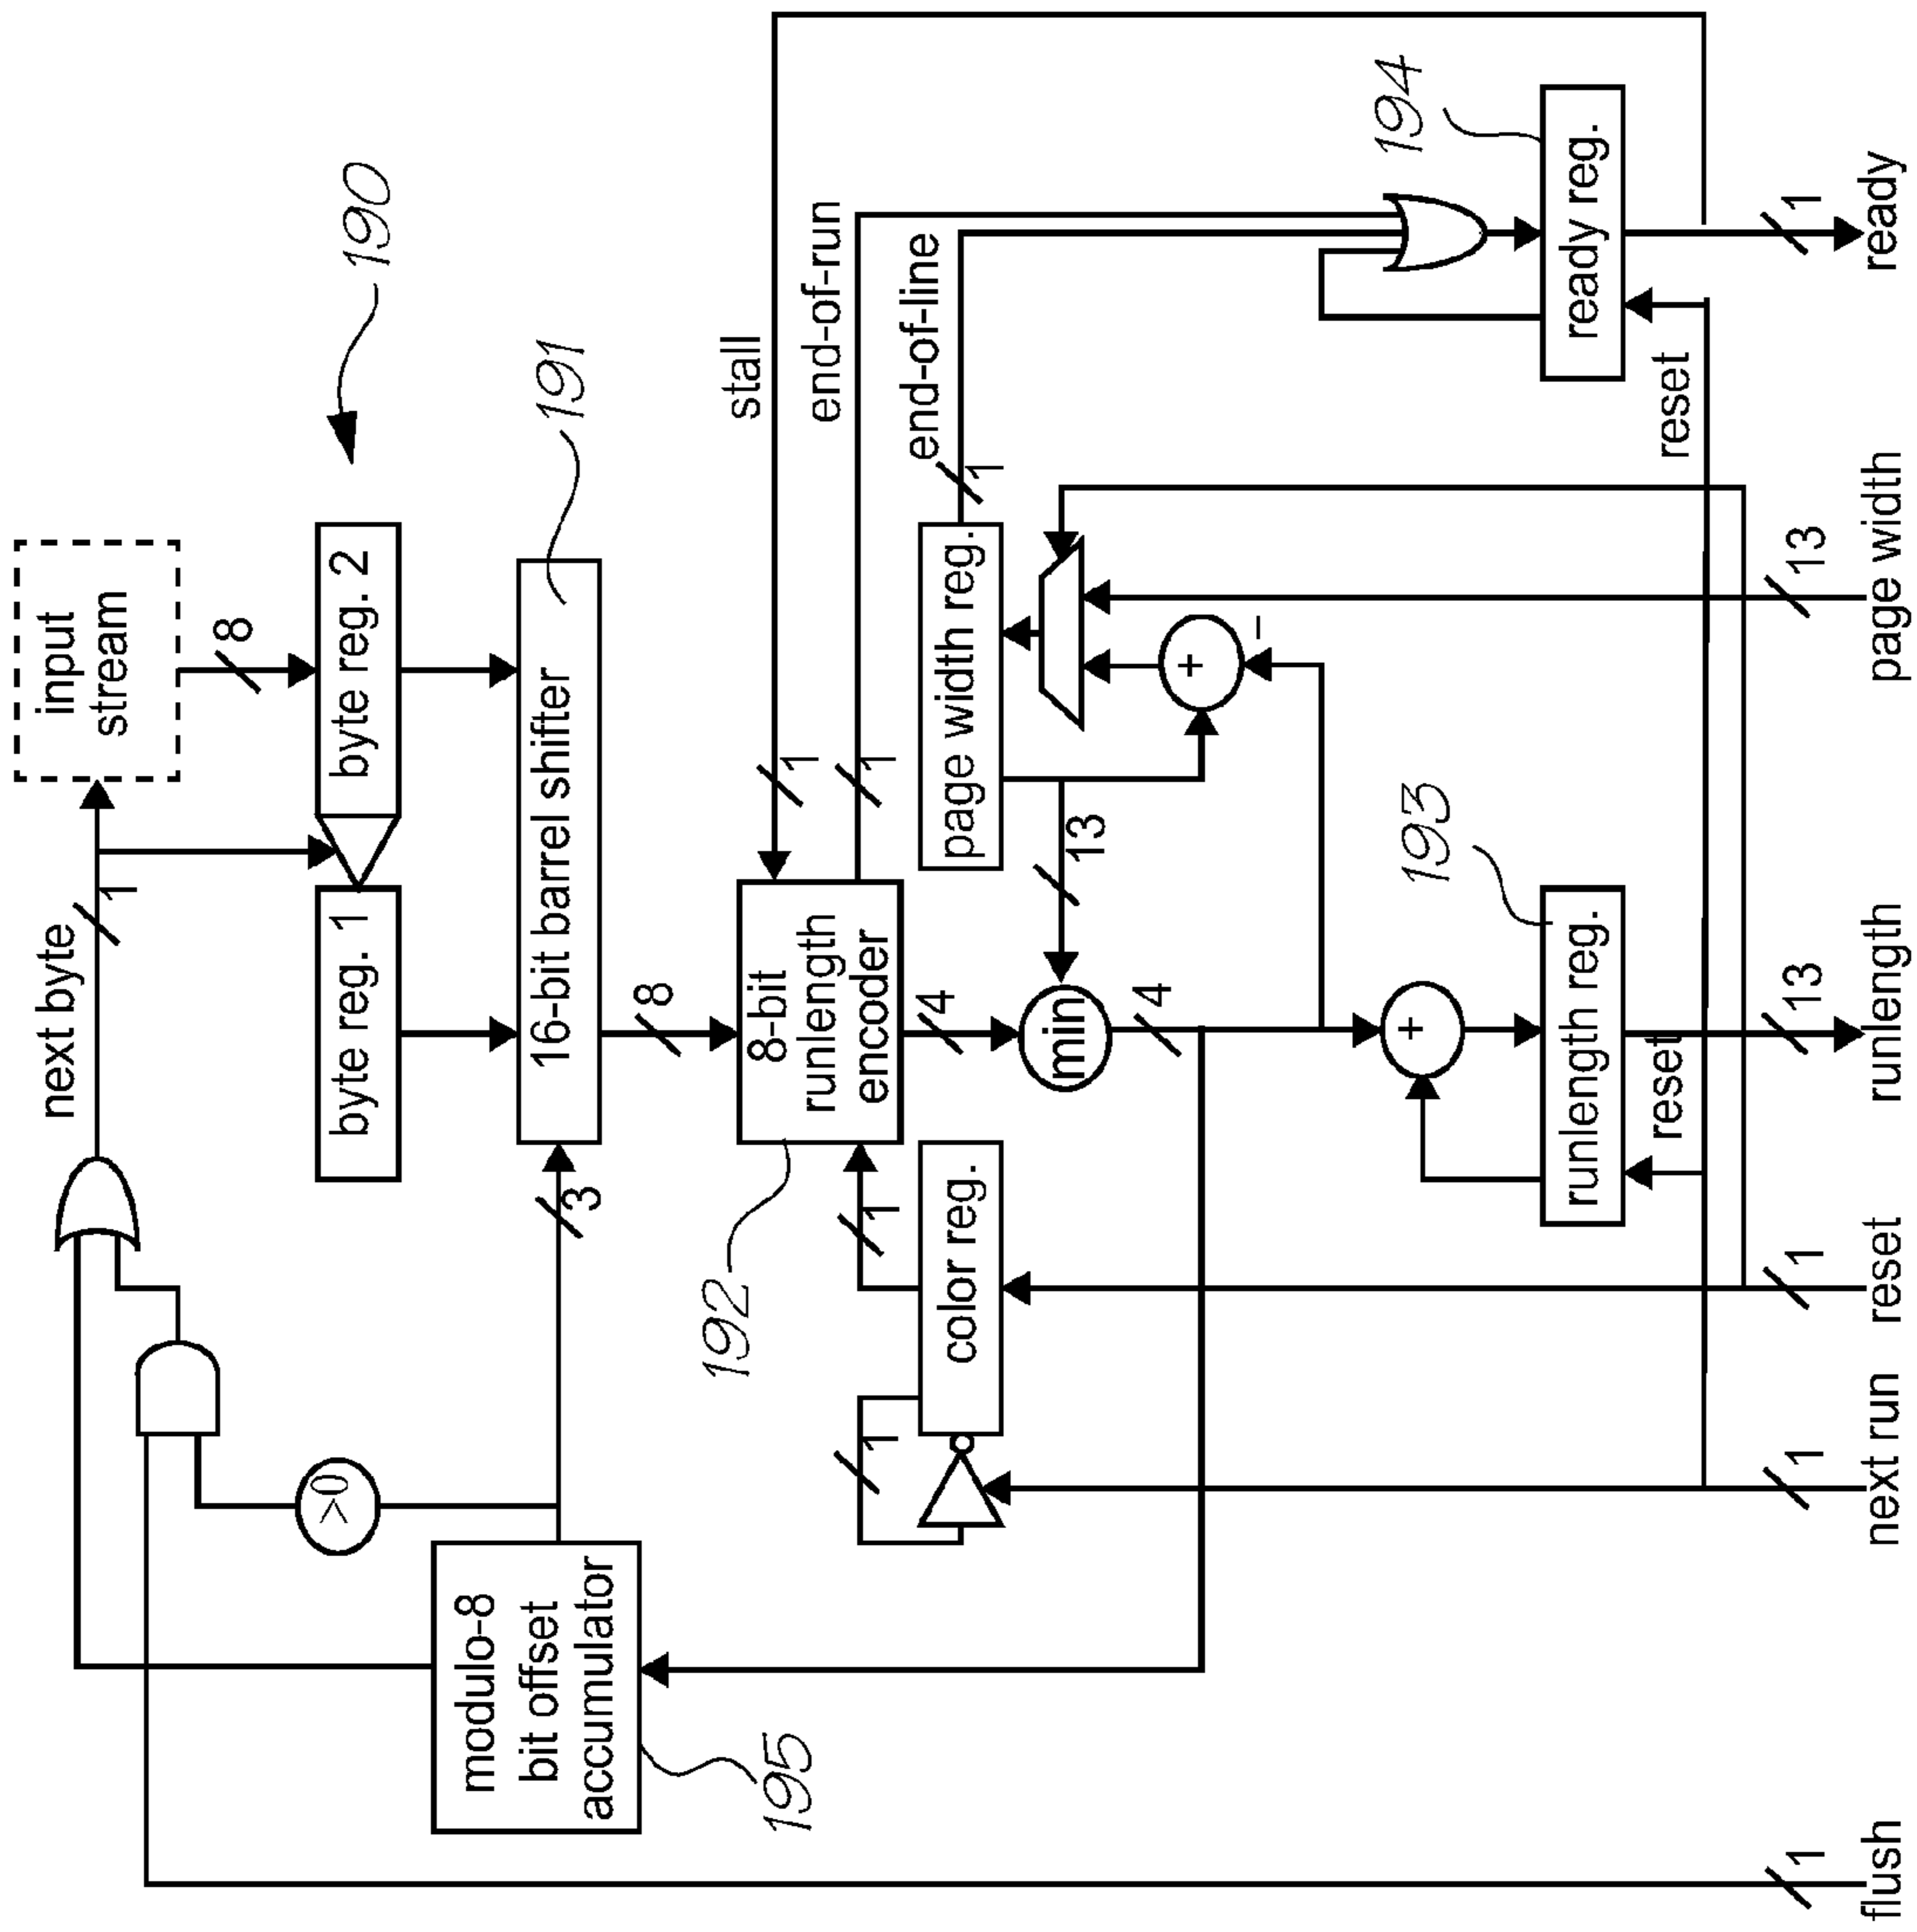 190
input
stream
8
next byte
1
byte reg. 1
byte reg. 2
191
16-bit barrel shifter
3
8
>0
modulo-8
bit offset
accumulator
195
192
8-bit
runlength
encoder
stall
1
end-of-run
1
end-of-line
1
color reg.
1
1
page width reg.
13
4
min
4
+
−
+
193
runlength reg.
reset
194
ready reg.
reset
1
flush
1
next run
1
reset
13
runlength
13
page width
1
ready